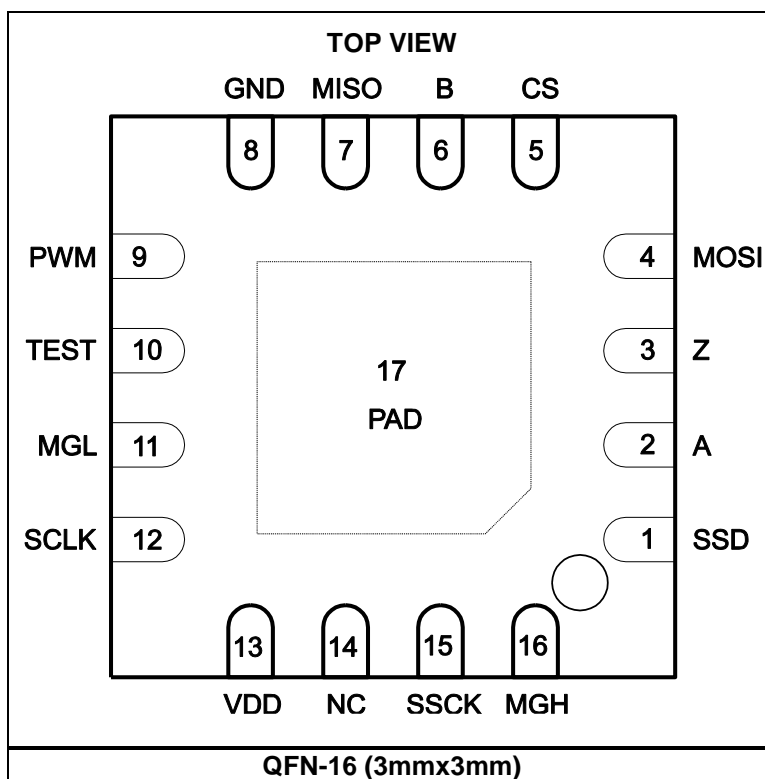 TOP VIEW
GND MISO B CS
8 7 6 5
PWM 9 4 MOSI
TEST 10 3 Z
17
PAD
MGL 11 2 A
SCLK 12 1 SSD
13 14 15 16
VDD NC SSCK MGH
QFN-16 (3mmx3mm)